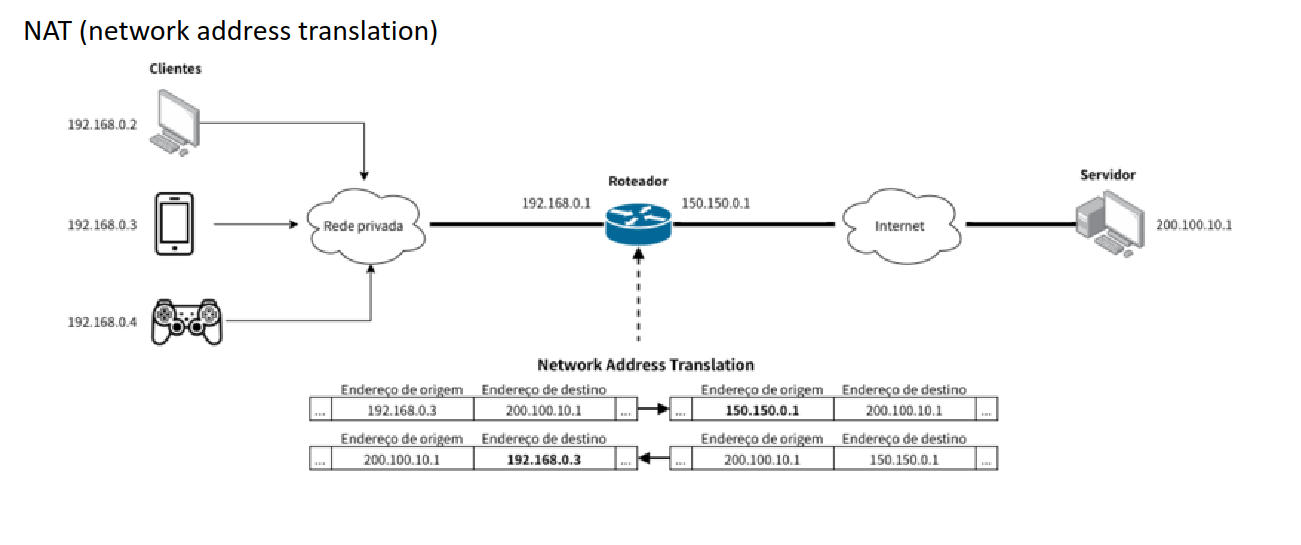 NAT (network address translation)
Clientes
192.168.0.2
192.168.0.3
192.168.0.4
Rede privada
192.168.0.1
Roteador
150.150.0.1
Internet
Servidor
200.100.10.1
Network Address Translation
Endereço de origem Endereço de destino Endereço de origem Endereço de destino
... 192.168.0.3 200.100.10.1 ... ... 150.150.0.1 200.100.10.1 ...
Endereço de origem Endereço de destino Endereço de origem Endereço de destino
... 200.100.10.1 192.168.0.3 ... ... 200.100.10.1 150.150.0.1 ...